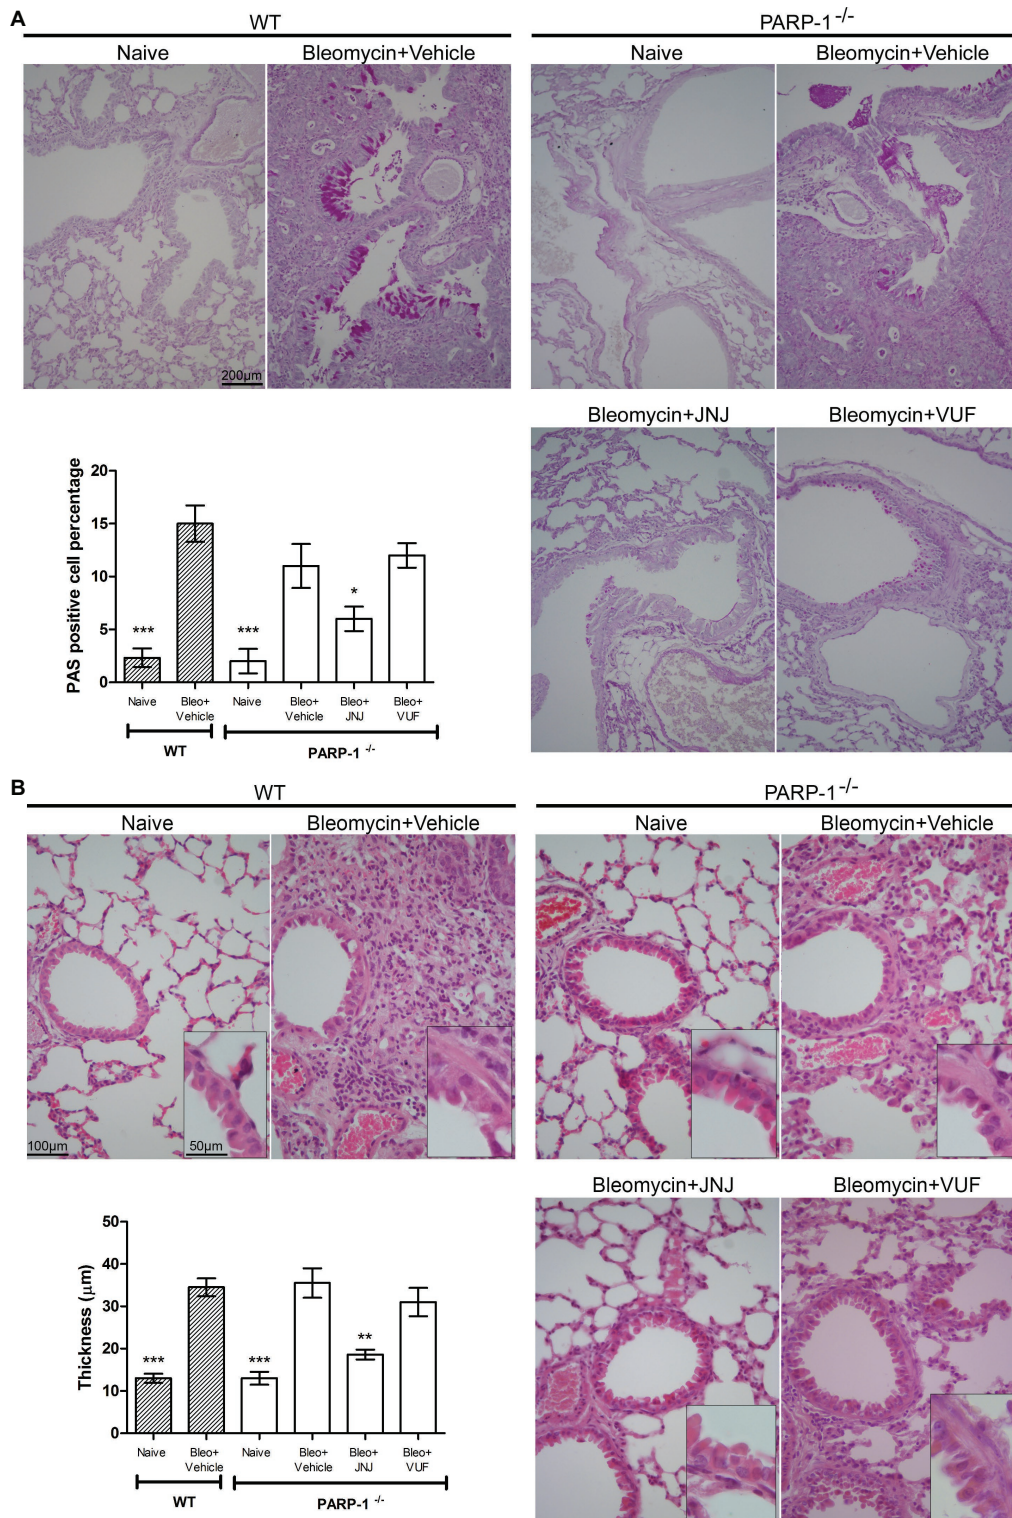 A
WT
PARP-1-/-
Naive
Bleomycin+Vehicle
Naive
Bleomycin+Vehicle
200µm
Bleomycin+JNJ
Bleomycin+VUF
PAS positive cell percentage
20
15
10
5
0
***
***
*
Naive
Bleo+
Vehicle
Naive
Bleo+
Vehicle
Bleo+
JNJ
Bleo+
VUF
WT
PARP-1 -/-
B
WT
PARP-1-/-
Naive
Bleomycin+Vehicle
Naive
Bleomycin+Vehicle
100µm
50µm
Bleomycin+JNJ
Bleomycin+VUF
Thickness (µm)
50
40
30
20
10
0
***
***
**
Naive
Bleo+
Vehicle
Naive
Bleo+
Vehicle
Bleo+
JNJ
Bleo+
VUF
WT
PARP-1 -/-